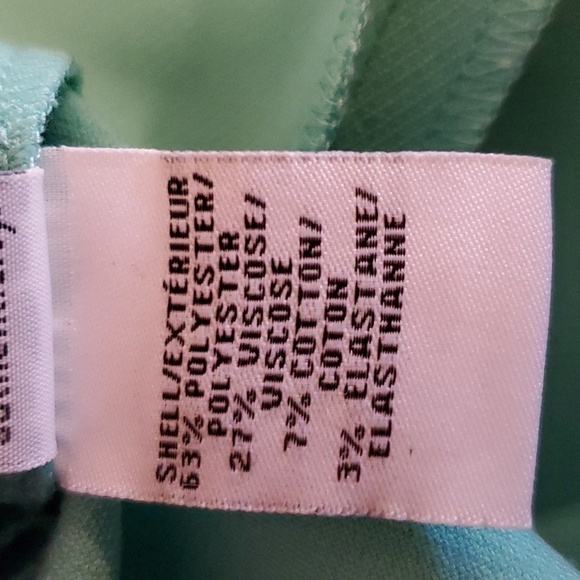 SHELL/EXTÉRIEUR
63% POLYESTER/
POLYESTER
27% VISCOSE/
VISCOSE
7% COTTON/
COTON
3% ELASTANE/
ELASTHANNE